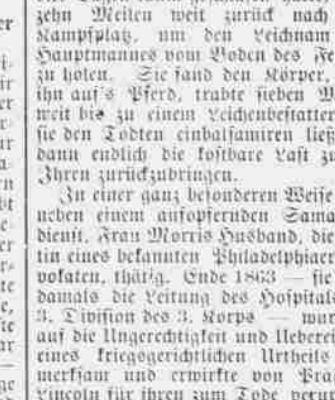 zehn Meilen weit zurück nach
Kampfplatz, um den Leichnam
Hauptmannes vom Boden des Fe
zu holen. Sie fand den Körper,
ihn auf's Pferd, trabte sieben M
weit bis zu einem Leichenbestatter
sie den Todten einbalsamiren ließ
dann endlich die kostbare Last zu
Ihren zurückzubringen.
In einer ganz besonderen Weise
neben einem aufopfernden Sama
dienst, Frau Morris Husband, die
tin eines bekannten Philadelphiaer
vokaten, thätig. Ende 1863 — sie
damals die Leitung des Hospital
3. Division des 3. Korps — wur
auf die Ungerechtigkeit undUeberei
eines kriegsgerichtlichen Urtheils
merksam und erwirkte von Prä
Lincoln für ihren zum Tode verur